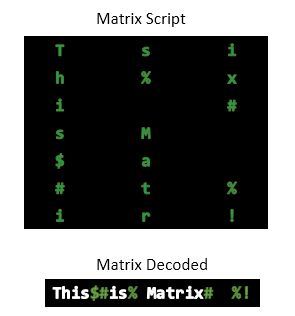 Matrix Script
T s i
h % x
i #
s M
$ a
# t %
i r !
Matrix Decoded
This$#is% Matrix#  %!